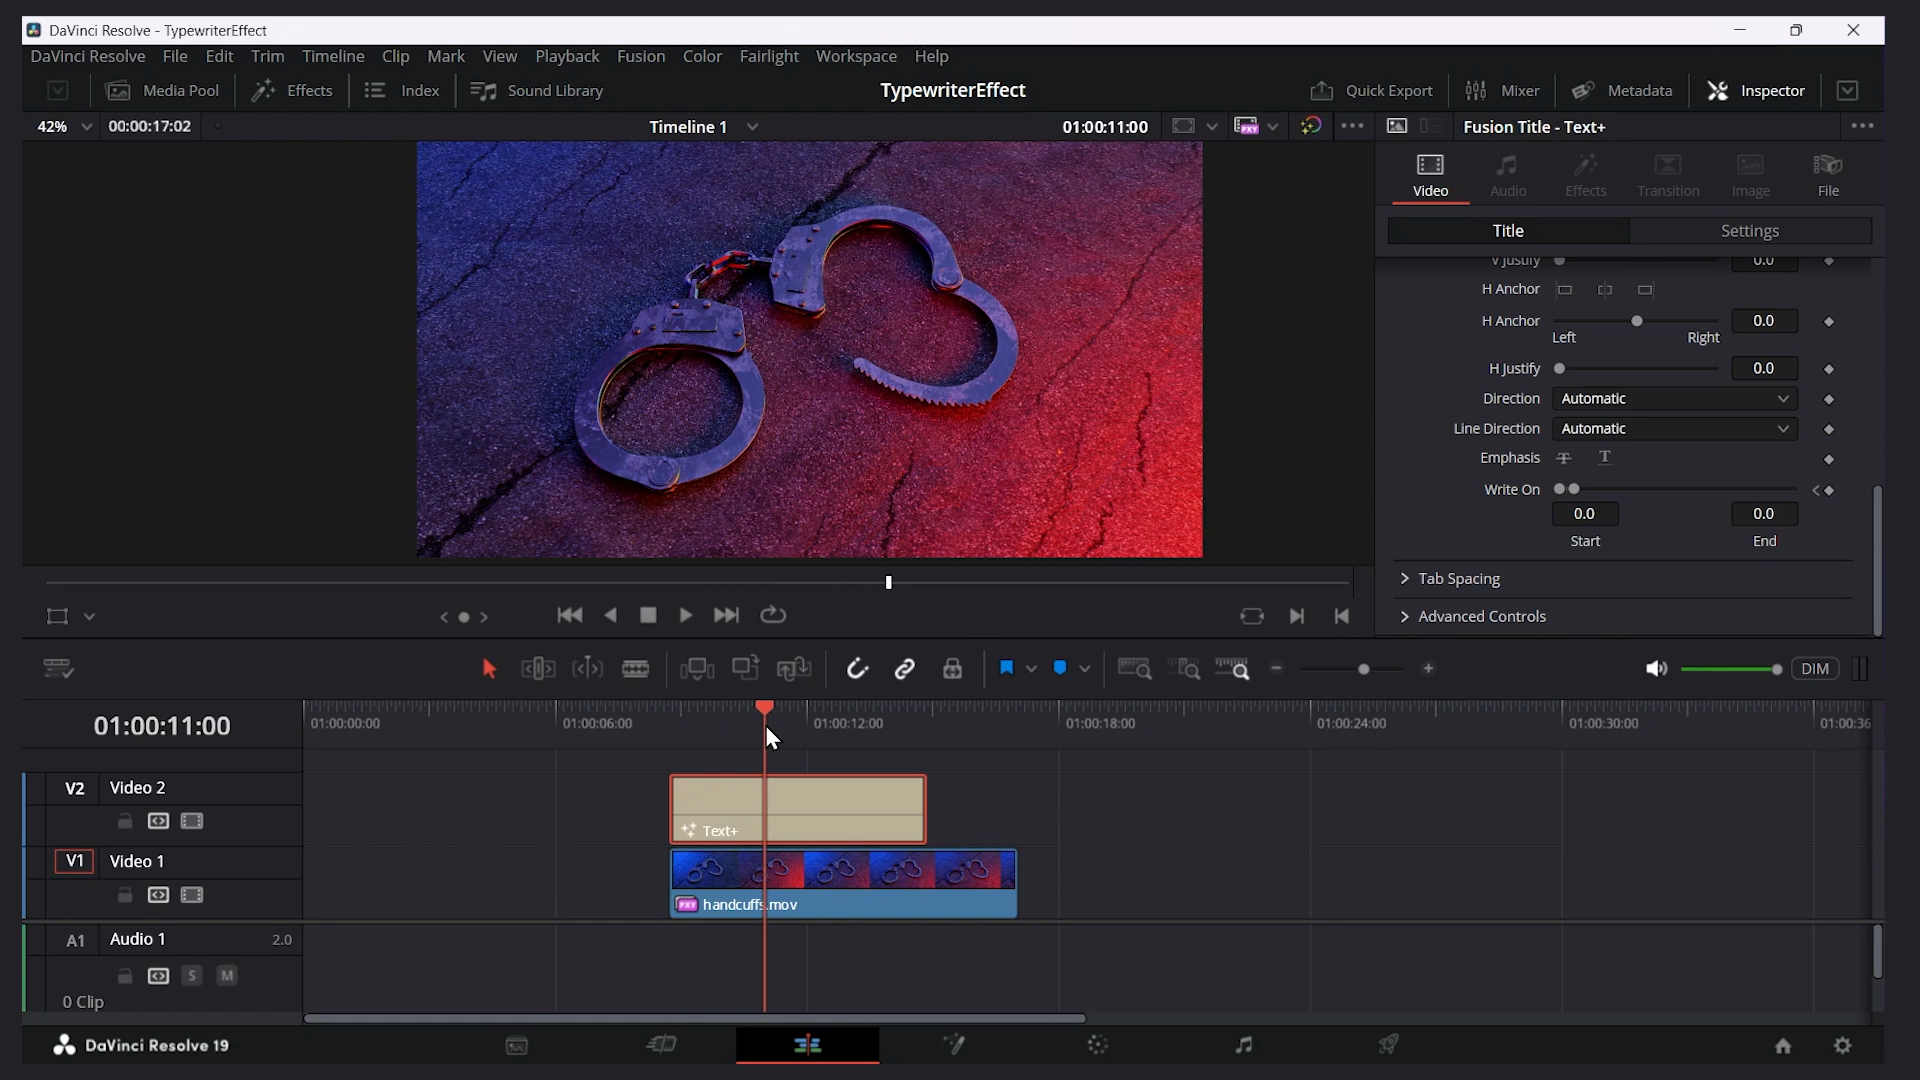 DaVinci Resolve - TypewriterEffect
DaVinci Resolve File Edit Trim Timeline Clip Mark View Playback Fusion Color Fairlight Workspace Help
Media Pool Effects Index Sound Library TypewriterEffect Quick Export Mixer Metadata Inspector
42% 00:00:17:02 Timeline 1 01:00:11:00 PXY Fusion Title - Text+
Video Audio Effects Transition Image File
Title Settings
V Justify 0.0
H Anchor
H Anchor 0.0
Left Right
H Justify 0.0
Direction Automatic
Line Direction Automatic
Emphasis T T
Write On
0.0 0.0
Start End
Tab Spacing
Advanced Controls
DIM
01:00:11:00 01:00:00:00 01:00:06:00 01:00:12:00 01:00:18:00 01:00:24:00 01:00:30:00 01:00:36
V2 Video 2
Text+
V1 Video 1
PXY handcuffs.mov
A1 Audio 1 2.0
S M
0 Clip
DaVinci Resolve 19